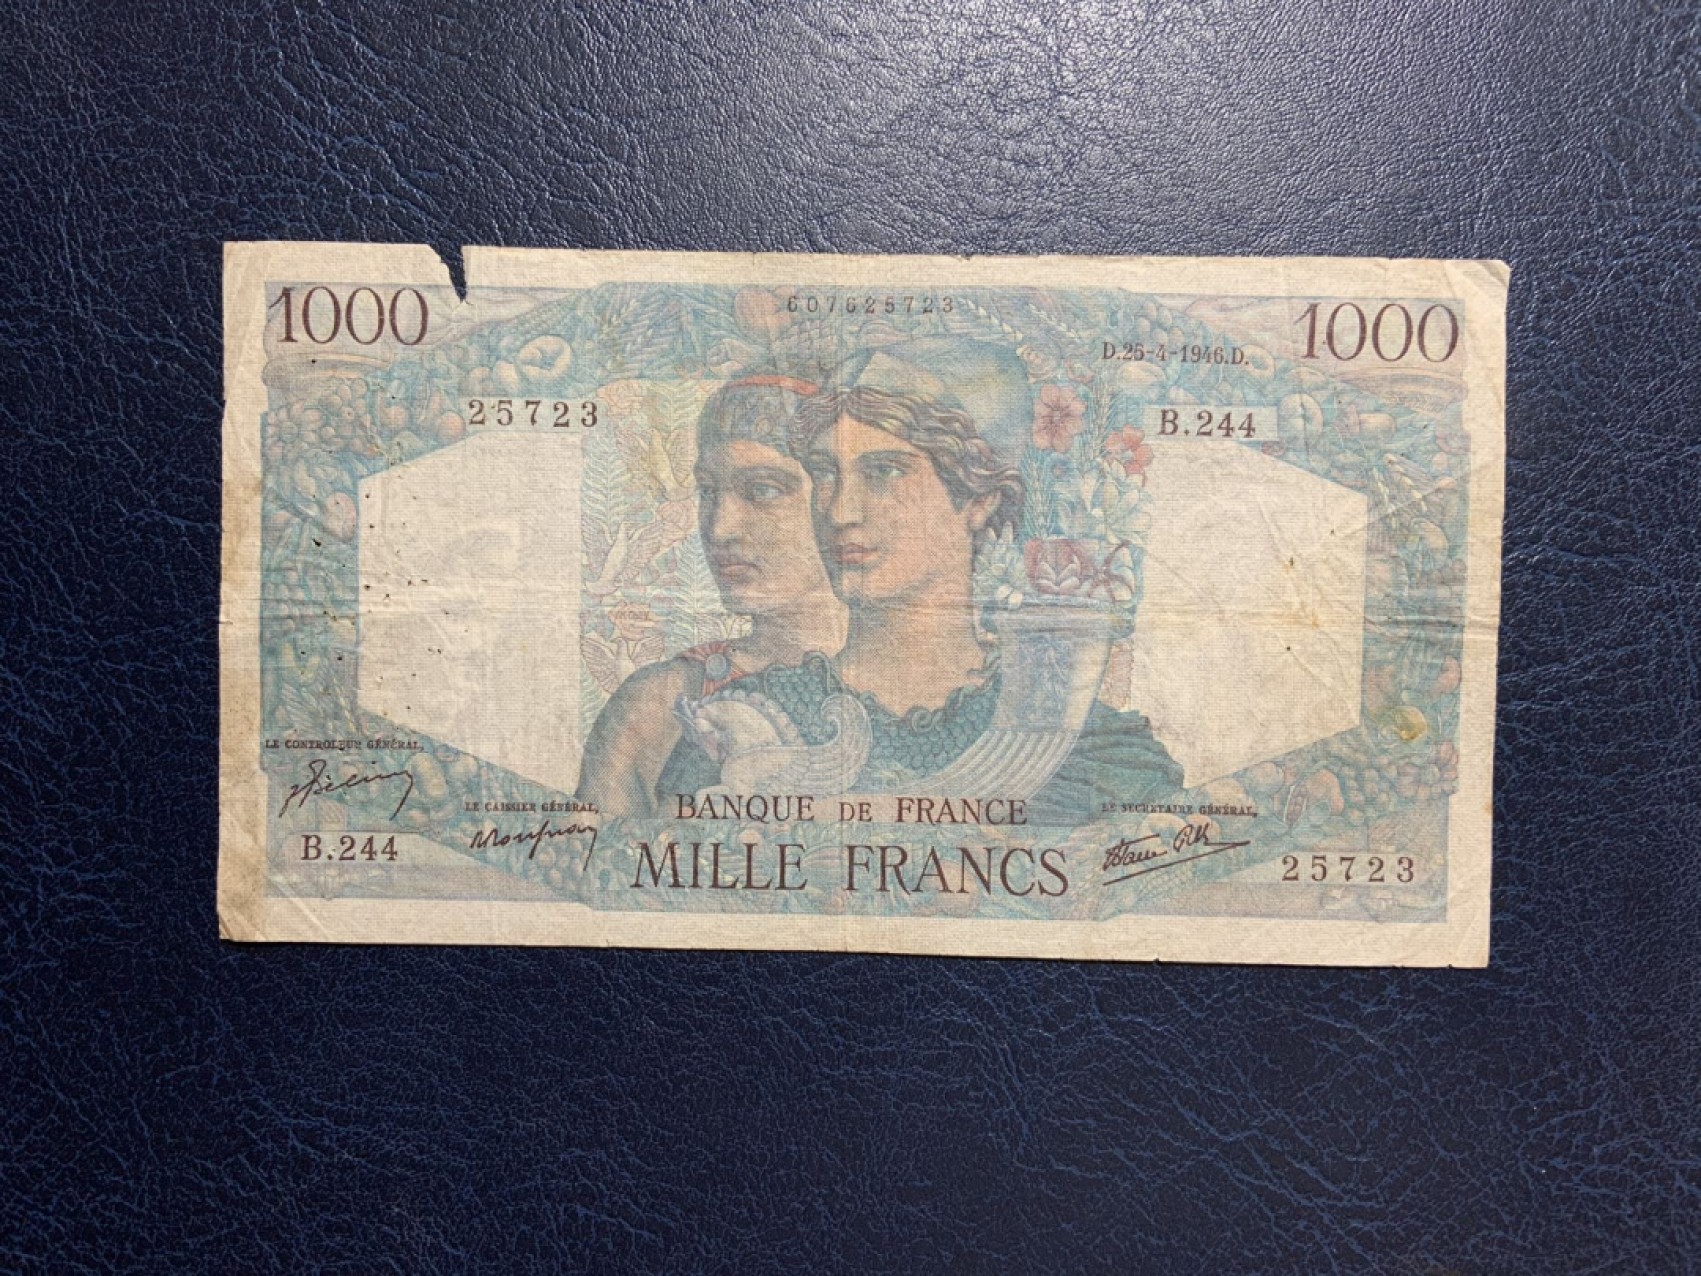 1000
607625723
1000
D.25-4-1946.D.
25723
B.244
LE CONTROLEUR GÉNÉRAL,
LE CAISSIER GÉNÉRAL,
LE SECRÉTAIRE GÉNÉRAL,
BANQUE DE FRANCE
B.244
MILLE FRANCS
25723